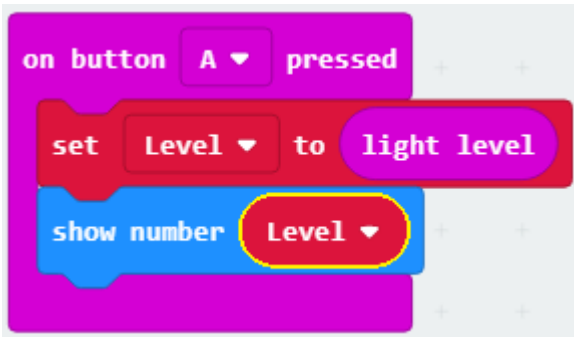 on button A pressed
set Level to light level
show number Level